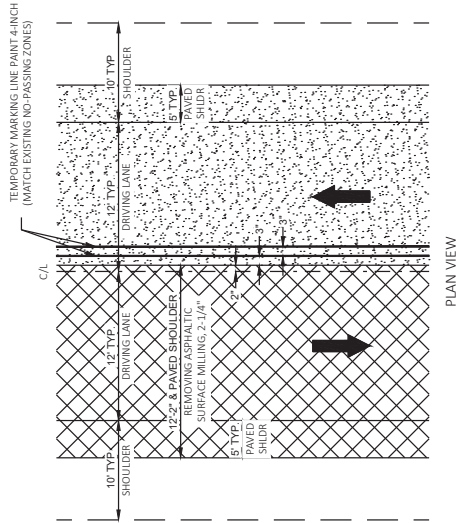 TEMPORARY MARKING LINE PAINT 4-INCH
(MATCH EXISTING NO-PASSING ZONES)
C/L
10' TYP
SHOULDER
12' TYP.
DRIVING LANE
12' TYP.
DRIVING LANE
10' TYP
SHOULDER
5' TYP.
PAVED
SHLDR
12'-2" & PAVED SHOULDER
REMOVING ASPHALTIC
SURFACE MILLING, 2-1/4"
5' TYP.
PAVED
SHLDR
2"
3"
3"
PLAN VIEW